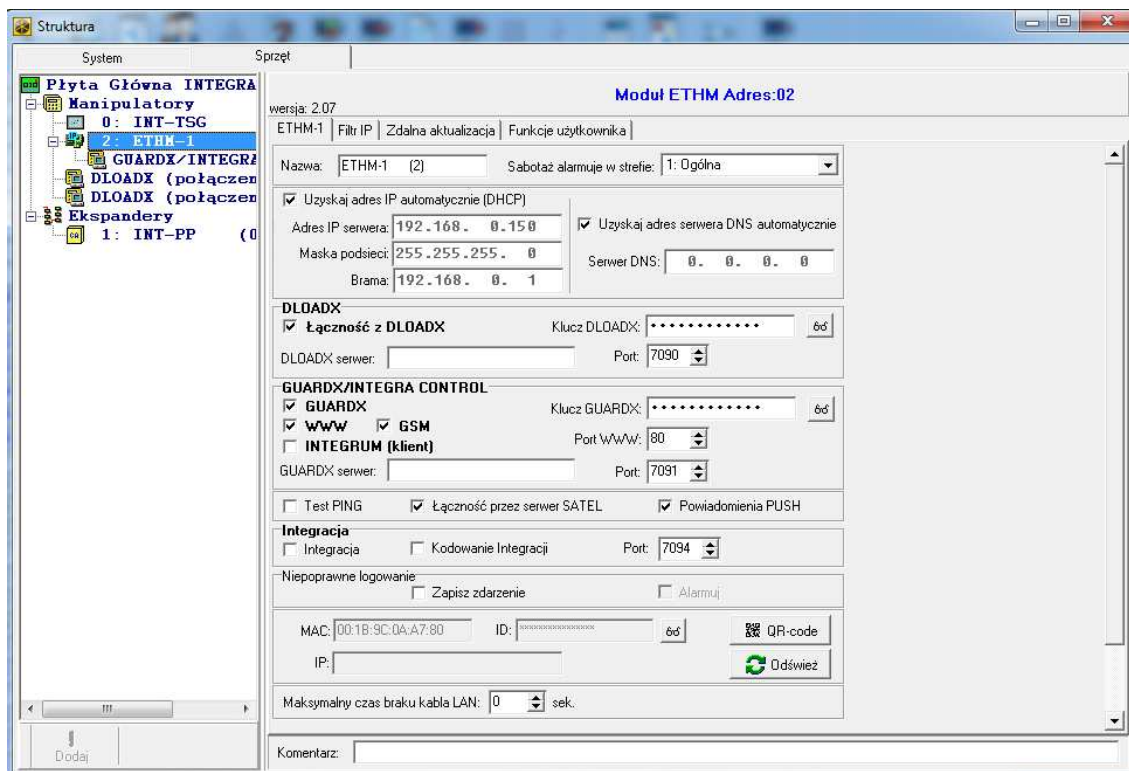 Struktura
System
Sprzęt
Płyta Główna INTEGRA
Manipulatory
0: INT-TSG
2: ETHM-1
GUARDX/INTEGRA
DLOADX (połączen
DLOADX (połączen
Ekspandery
1: INT-PP (0
Dodaj
Moduł ETHM Adres:02
wersja: 2.07
ETHM-1 Filtr IP Zdalna aktualizacja Funkcje użytkownika
Nazwa: ETHM-1 (2) Sabotaż alarmuje w strefie: 1: Ogólna
Uzyskaj adres IP automatycznie (DHCP)
Adres IP serwera: 192.168. 0.150
Maska podsieci: 255.255.255. 0
Brama: 192.168. 0. 1
Uzyskaj adres serwera DNS automatycznie
Serwer DNS: 0. 0. 0. 0
DLOADX
Łączność z DLOADX Klucz DLOADX: ••••••••••••
DLOADX serwer: Port: 7090
GUARDX/INTEGRA CONTROL
GUARDX Klucz GUARDX: ••••••••••••
WWW GSM Port WWW: 80
INTEGRUM (klient)
GUARDX serwer: Port: 7091
Test PING Łączność przez serwer SATEL Powiadomienia PUSH
Integracja
Integracja Kodowanie Integracji Port: 7094
Niepoprawne logowanie
Zapisz zdarzenie Alarmuj
MAC: 00:1B:9C:0A:A7:80 ID: **************** QR-code
IP: Odśwież
Maksymalny czas braku kabla LAN: 0 sek.
Komentarz: